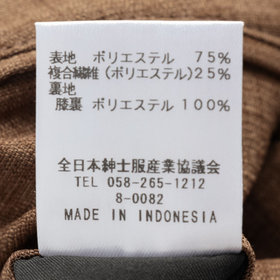 表地 ポリエステル 75%
複合繊維(ポリエステル)25%
裏地
膝裏 ポリエステル 100%
全日本紳士服産業協議会
TEL 058-265-1212
8-0082
MADE IN INDONESIA